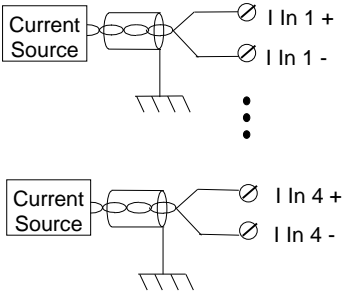 Current
Source
I In 1 +
I In 1 -
Current
Source
I In 4 +
I In 4 -